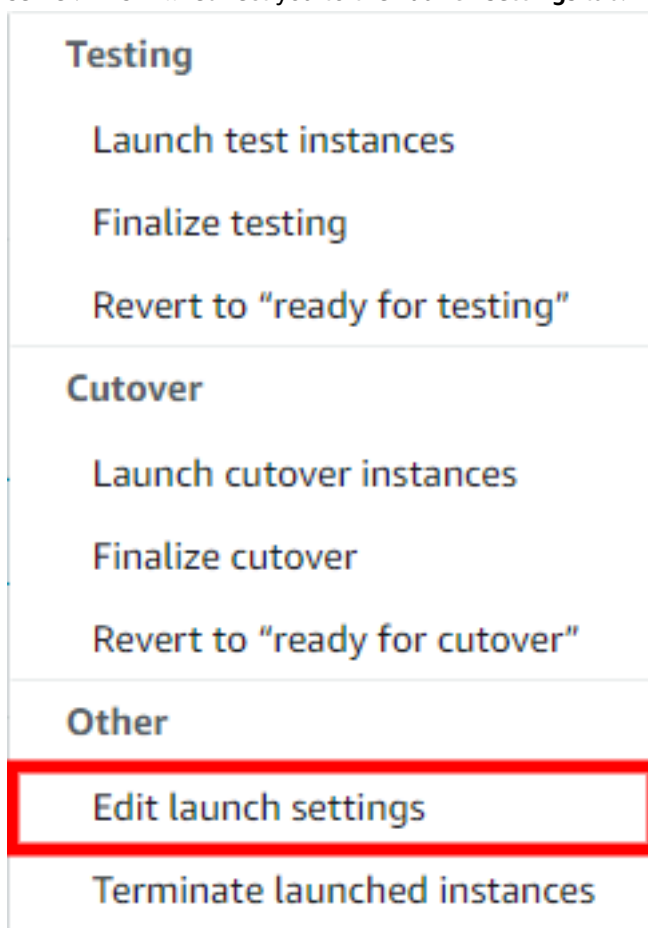 Testing
Launch test instances
Finalize testing
Revert to “ready for testing”
Cutover
Launch cutover instances
Finalize cutover
Revert to “ready for cutover”
Other
Edit launch settings
Terminate launched instances